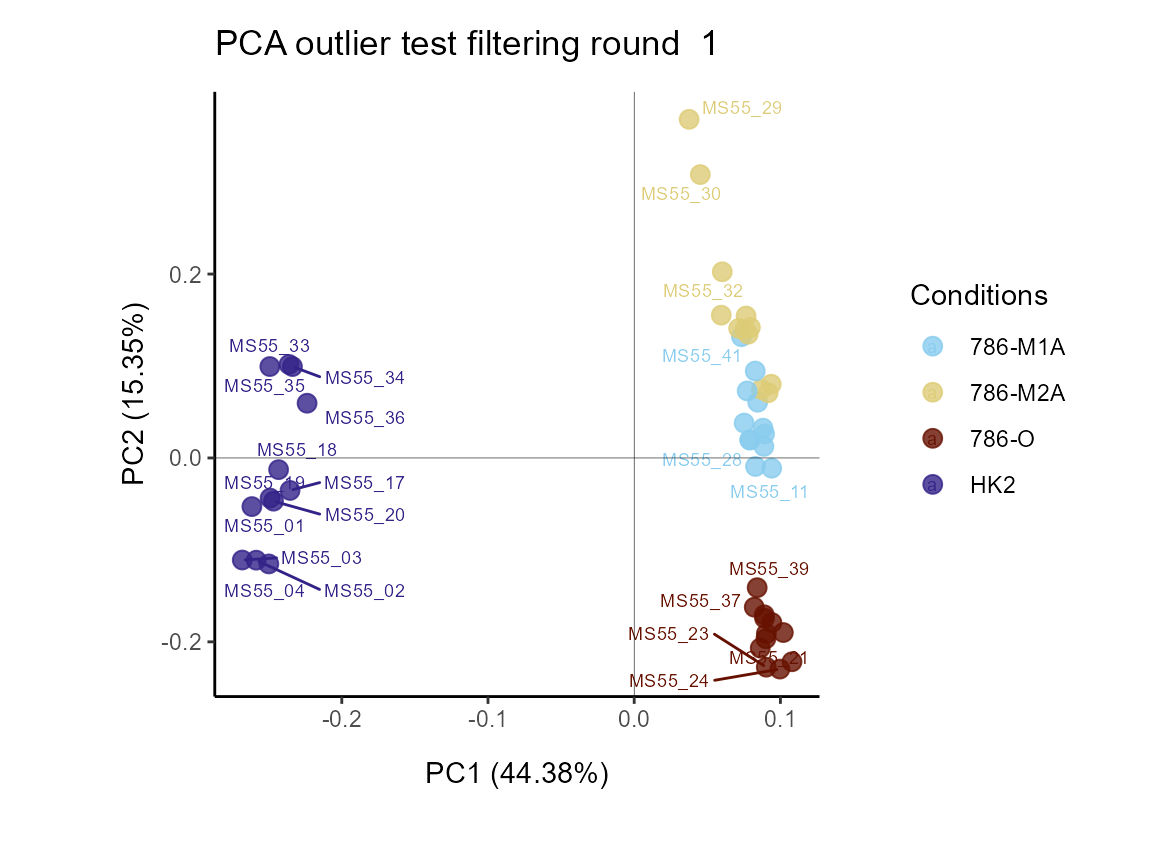 PCA outlier test filtering round  1
MS55_29
MS55_30
0.2
MS55_32
MS55_33
MS55_41
MS55_34
MS55_35
MS55_36
MS55_18
0.0
MS55_28
MS55_19
MS55_17
MS55_11
MS55_20
MS55_01
MS55_03
MS55_39
MS55_04
MS55_02
MS55_37
MS55_23
-0.2
MS55_21
MS55_24
-0.2
-0.1
0.0
0.1
PC1 (44.38%)
PC2 (15.35%)
Conditions
a 786-M1A
a 786-M2A
a 786-O
a HK2